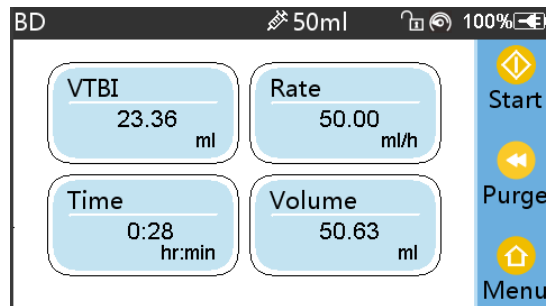 BD 50ml 100%
VTBI
23.36
ml
Rate
50.00
ml/h
Time
0:28
hr:min
Volume
50.63
ml
Start
Purge
Menu